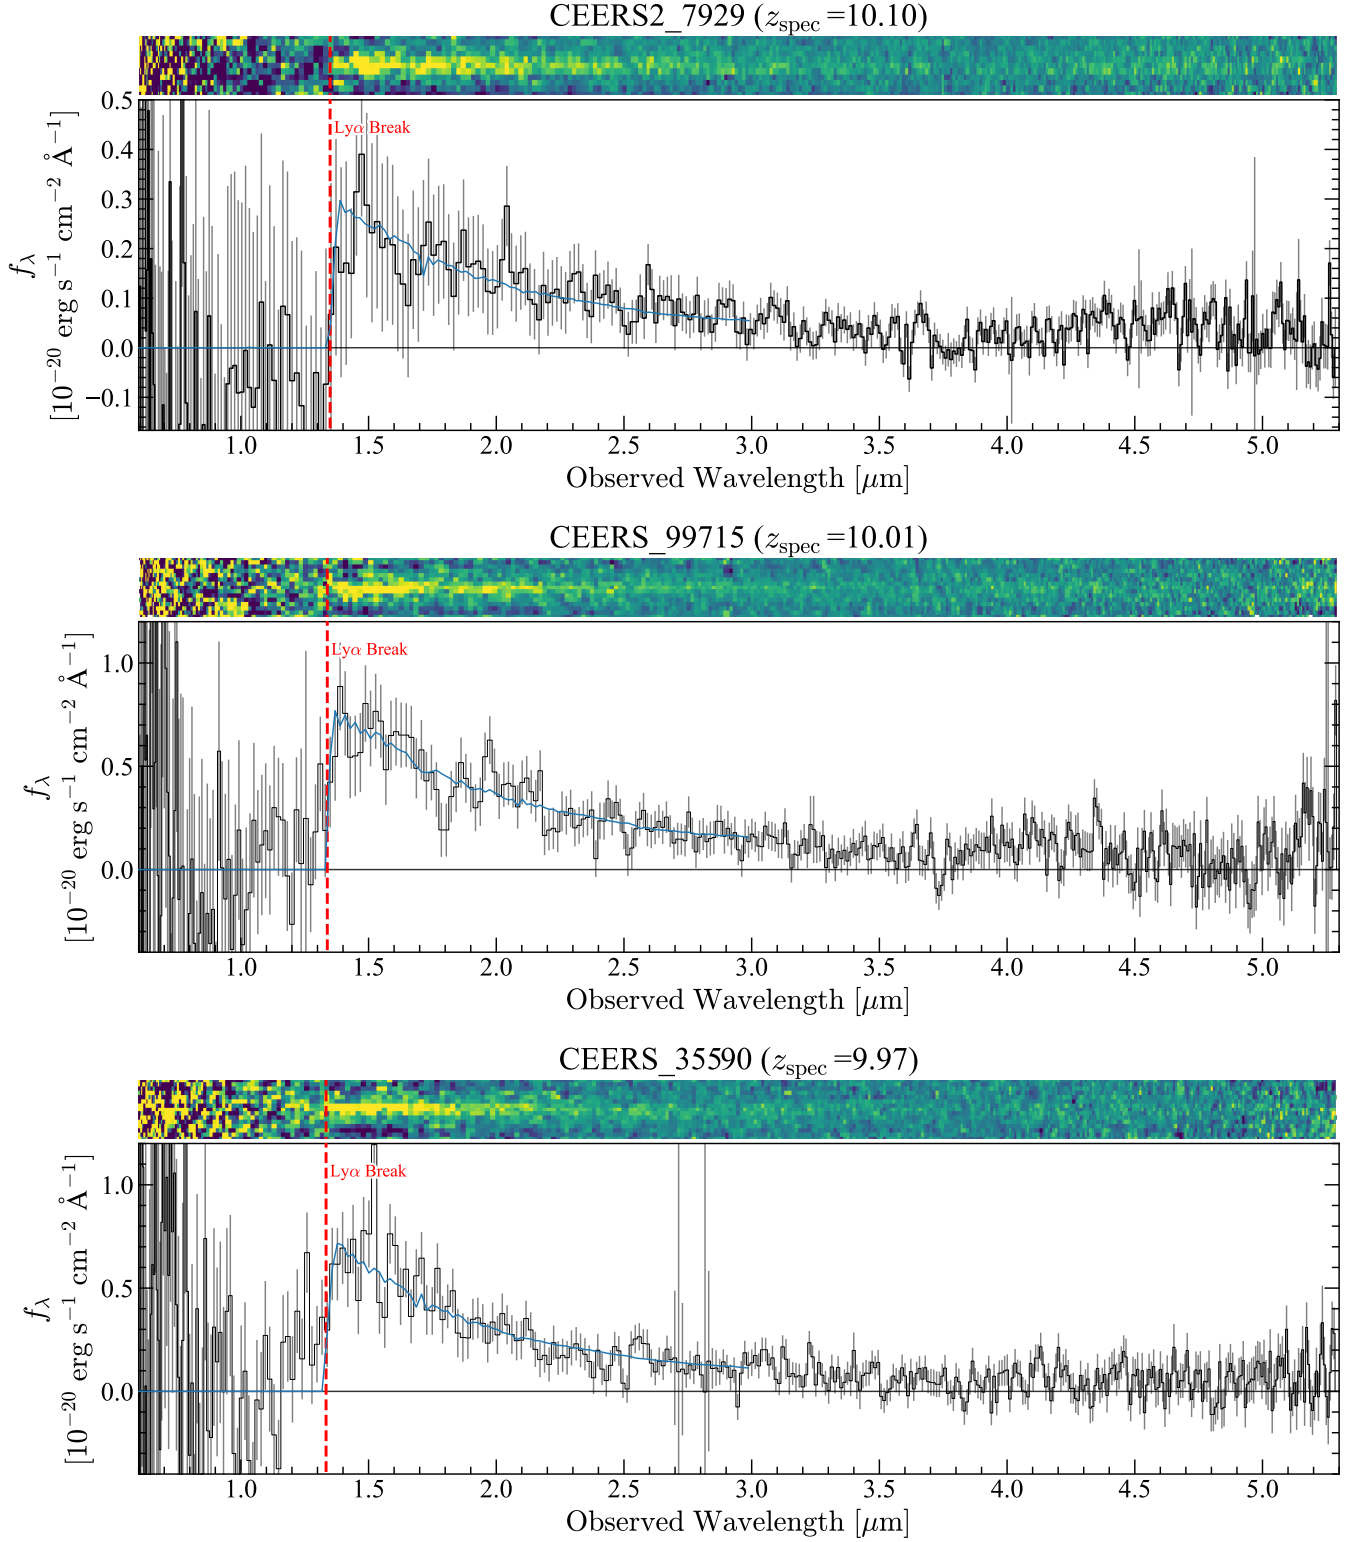 CEERS2_7929 (z_spec =10.10)
Lyα Break
0.5
0.4
0.3
0.2
0.1
0.0
−0.1
f_λ
[10⁻²⁰ erg s⁻¹ cm⁻² Å⁻¹]
1.0 1.5 2.0 2.5 3.0 3.5 4.0 4.5 5.0
Observed Wavelength [μm]
CEERS_99715 (z_spec =10.01)
Lyα Break
1.0
0.5
0.0
f_λ
[10⁻²⁰ erg s⁻¹ cm⁻² Å⁻¹]
1.0 1.5 2.0 2.5 3.0 3.5 4.0 4.5 5.0
Observed Wavelength [μm]
CEERS_35590 (z_spec =9.97)
Lyα Break
1.0
0.5
0.0
f_λ
[10⁻²⁰ erg s⁻¹ cm⁻² Å⁻¹]
1.0 1.5 2.0 2.5 3.0 3.5 4.0 4.5 5.0
Observed Wavelength [μm]